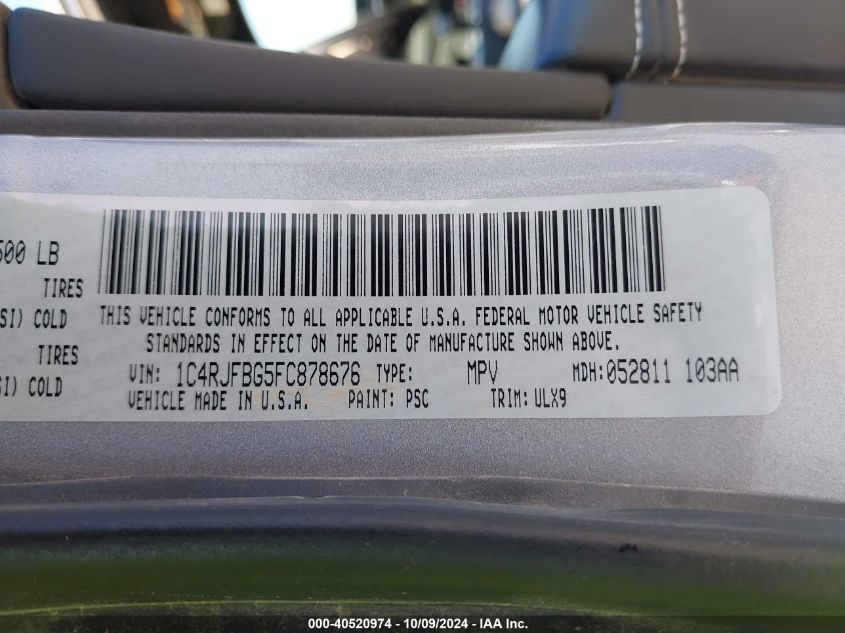 500 LB
TIRES
SI) COLD
TIRES
SI) COLD
THIS VEHICLE CONFORMS TO ALL APPLICABLE U.S.A. FEDERAL MOTOR VEHICLE SAFETY
STANDARDS IN EFFECT ON THE DATE OF MANUFACTURE SHOWN ABOVE.
VIN: 1C4RJFBG5FC878676 TYPE: MPV MDH:052811 103AA
VEHICLE MADE IN U.S.A. PAINT: PSC TRIM: ULX9
000-40520974 - 10/09/2024 - IAA Inc.